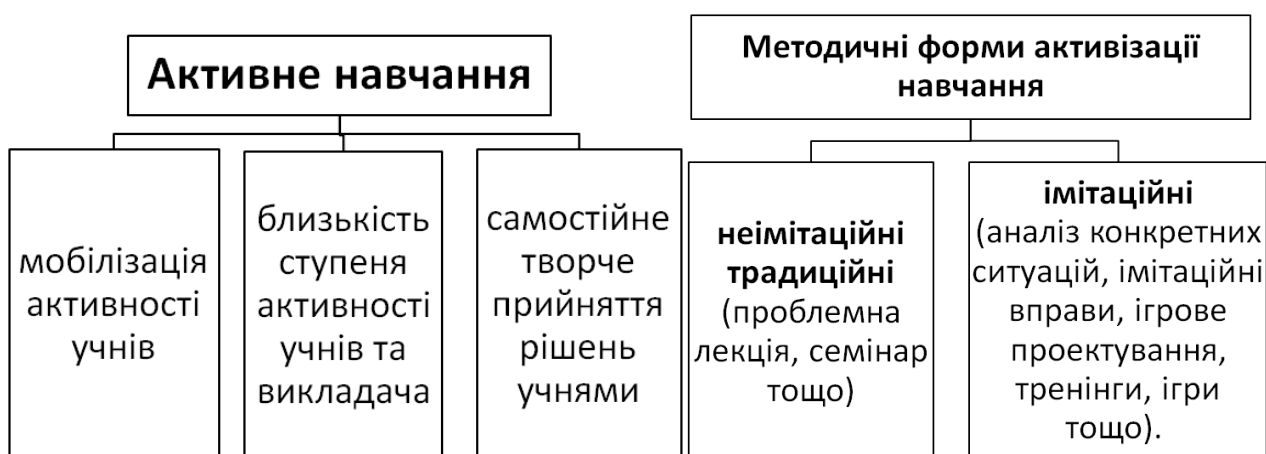 Активне навчання
мобілізація
активності
учнів
близькість
ступеня
активності
учнів та
викладача
самостійне
творче
прийняття
рішень
учнями
Методичні форми активізації
навчання
неімітаційні
традиційні
(проблемна
лекція, семінар
тощо)
імітаційні
(аналіз конкретних
ситуацій, імітаційні
вправи, ігрове
проектування,
тренінги, ігри
тощо).